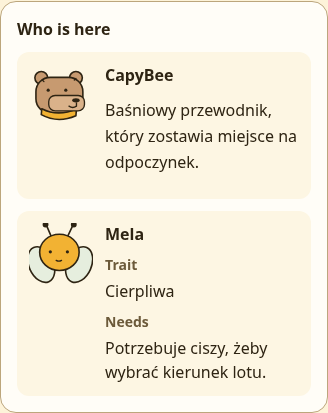 Who is here
CapyBee
Baśniowy przewodnik,
który zostawia miejsce na
odpoczynek.
Mela
Trait
Cierpliwa
Needs
Potrzebuje ciszy, żeby
wybrać kierunek lotu.